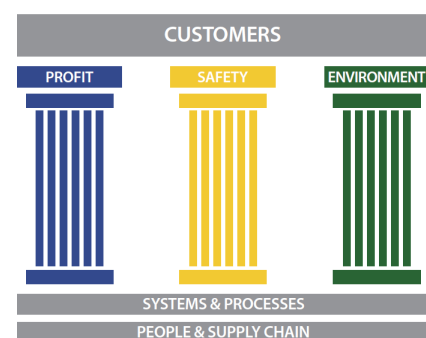 CUSTOMERS
PROFIT
SAFETY
ENVIRONMENT
SYSTEMS & PROCESSES
PEOPLE & SUPPLY CHAIN